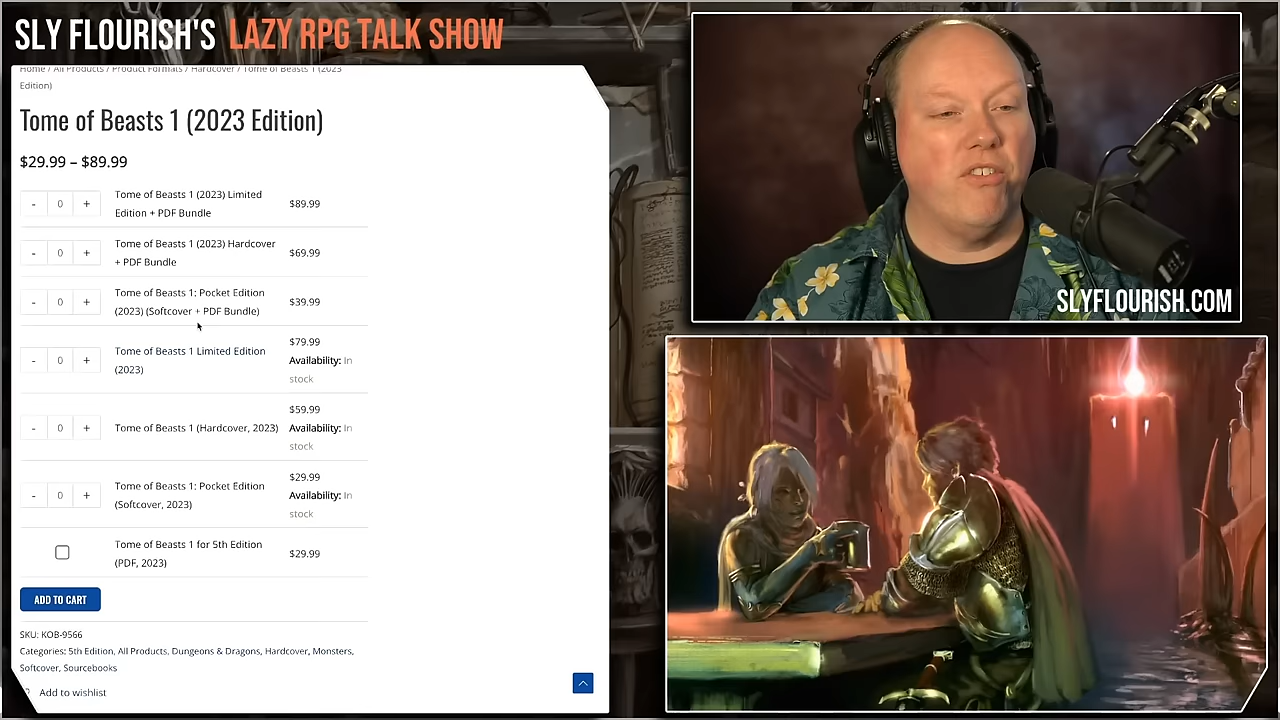 SLY FLOURISH'S LAZY RPG TALK SHOW
Home / All Products / Product Formats / Hardcover / Tome of Beasts 1 (2023
Edition)
Tome of Beasts 1 (2023 Edition)
$29.99 – $89.99
- 0 + Tome of Beasts 1 (2023) Limited
Edition + PDF Bundle
$89.99
- 0 + Tome of Beasts 1 (2023) Hardcover
+ PDF Bundle
$69.99
- 0 + Tome of Beasts 1: Pocket Edition
(2023) (Softcover + PDF Bundle)
$39.99
- 0 + Tome of Beasts 1 Limited Edition
(2023)
$79.99
Availability: In
stock
- 0 + Tome of Beasts 1 (Hardcover, 2023)
$59.99
Availability: In
stock
- 0 + Tome of Beasts 1: Pocket Edition
(Softcover, 2023)
$29.99
Availability: In
stock
Tome of Beasts 1 for 5th Edition
(PDF, 2023)
$29.99
ADD TO CART
SKU: KOB-9566
Categories: 5th Edition, All Products, Dungeons & Dragons, Hardcover, Monsters,
Softcover, Sourcebooks
Add to wishlist
SLYFLOURISH.COM